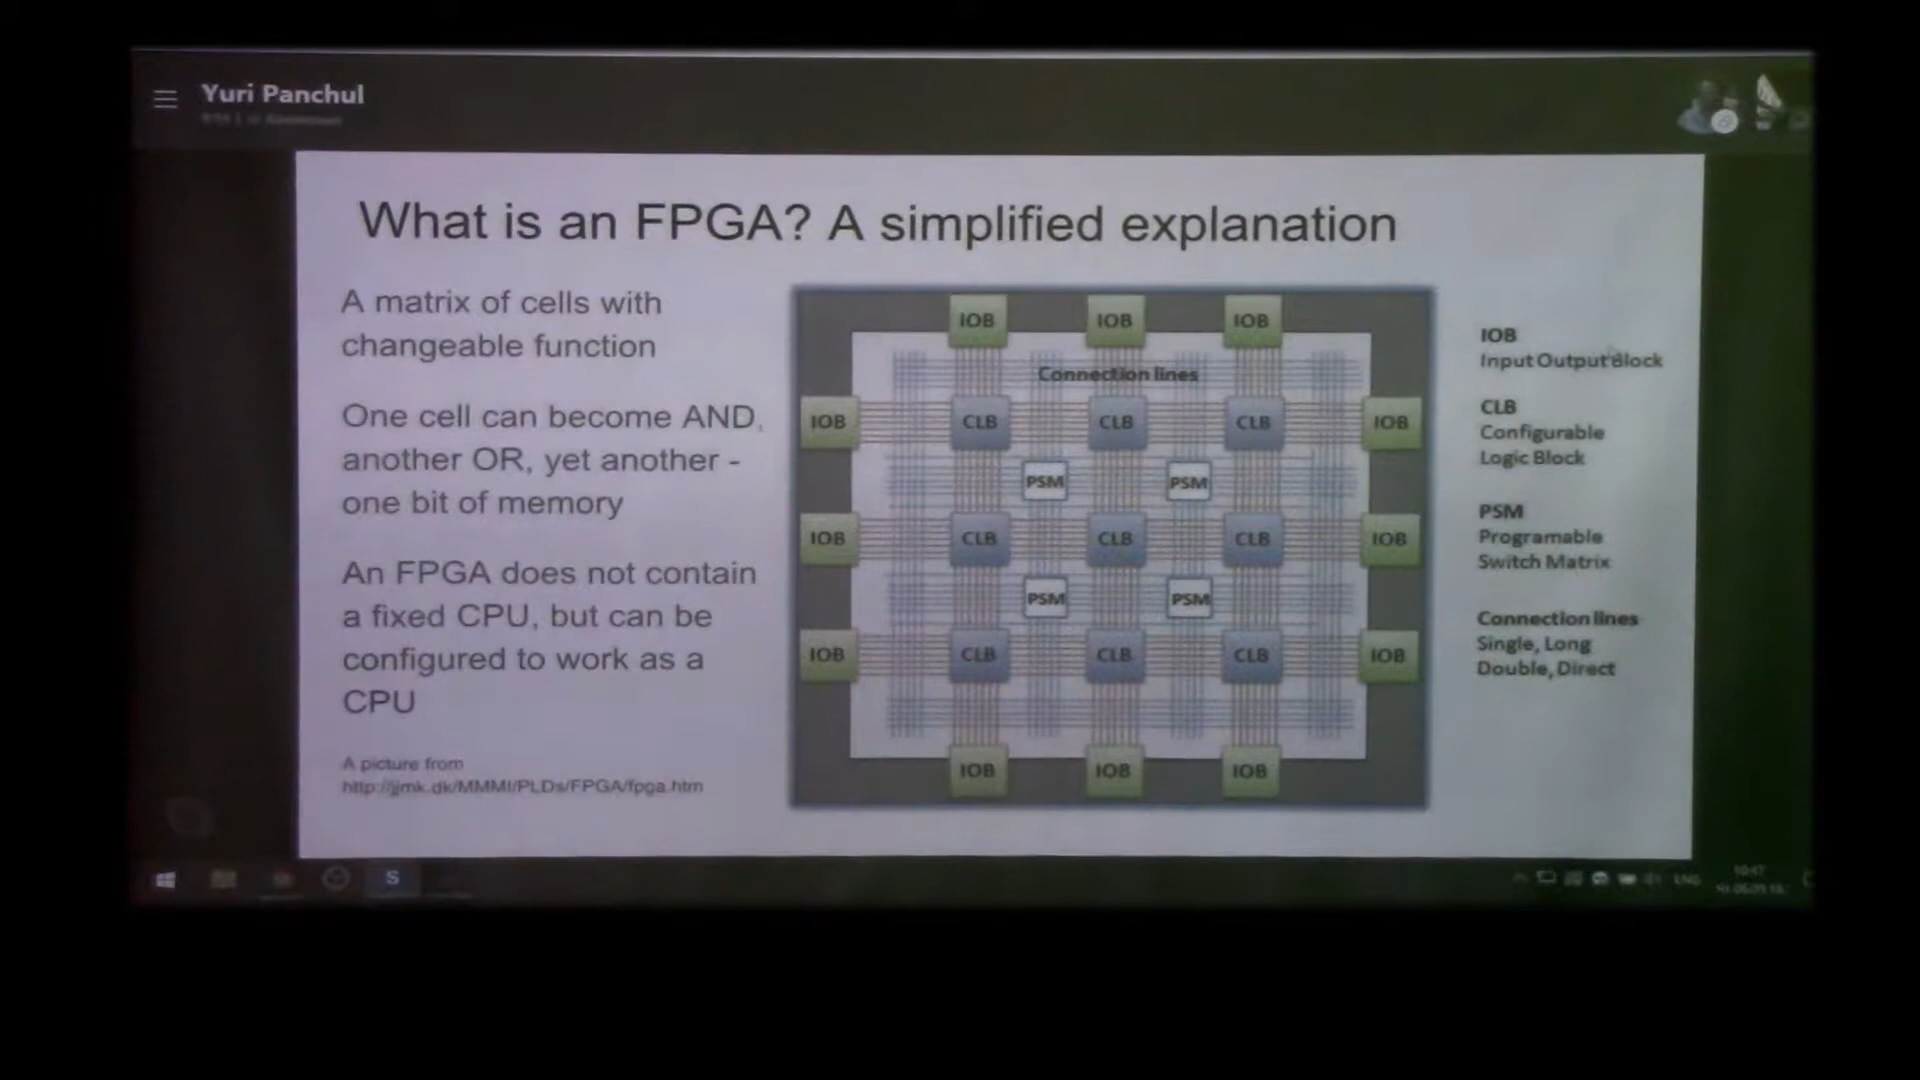 Yuri Panchul
What is an FPGA? A simplified explanation
A matrix of cells with
changeable function
One cell can become AND,
another OR, yet another -
one bit of memory
An FPGA does not contain
a fixed CPU, but can be
configured to work as a
CPU
A picture from
http://jjmk.dk/MMMI/PLDs/FPGA/fpga.htm
IOB IOB IOB
Connection lines
IOB CLB CLB CLB IOB
PSM PSM
IOB CLB CLB CLB IOB
PSM PSM
IOB CLB CLB CLB IOB
IOB IOB IOB
IOB
Input Output Block
CLB
Configurable
Logic Block
PSM
Programable
Switch Matrix
Connection lines
Single, Long
Double, Direct
S
ENG
10:47